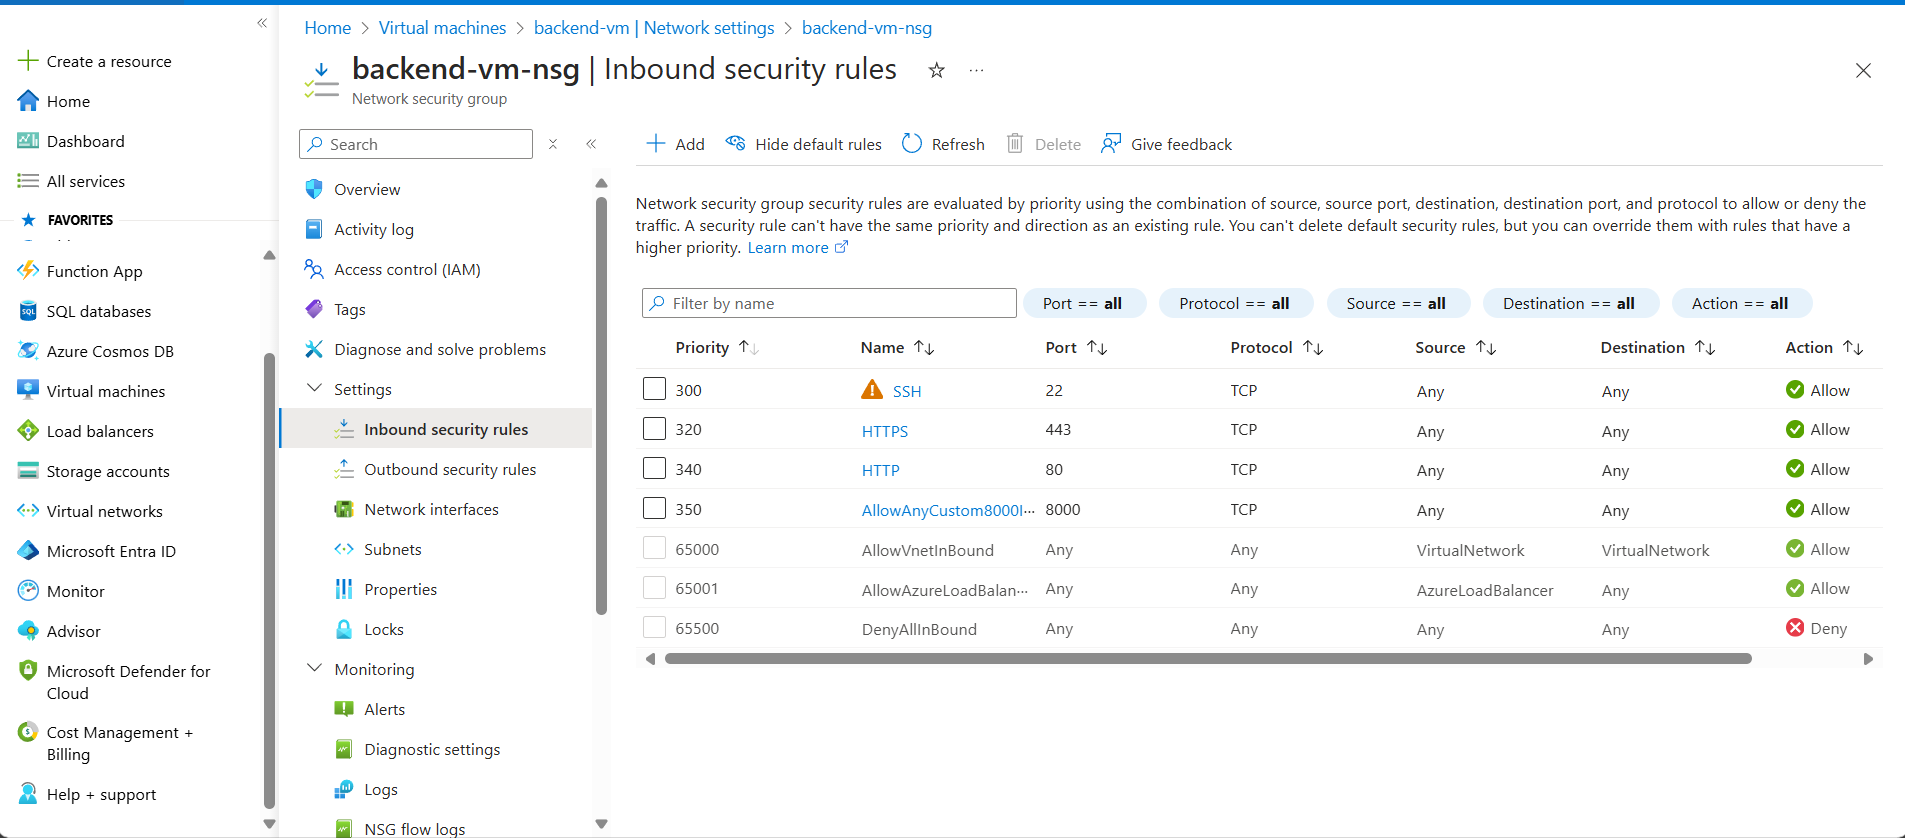 Home > Virtual machines > backend-vm | Network settings > backend-vm-nsg
backend-vm-nsg | Inbound security rules
Network security group
Create a resource
Home
Dashboard
All services
FAVORITES
Function App
SQL databases
Azure Cosmos DB
Virtual machines
Load balancers
Storage accounts
Virtual networks
Microsoft Entra ID
Monitor
Advisor
Microsoft Defender for
Cloud
Cost Management +
Billing
Help + support
Search
Overview
Activity log
Access control (IAM)
Tags
Diagnose and solve problems
Settings
Inbound security rules
Outbound security rules
Network interfaces
Subnets
Properties
Locks
Monitoring
Alerts
Diagnostic settings
Logs
NSG flow logs
Add Hide default rules Refresh Delete Give feedback
Network security group security rules are evaluated by priority using the combination of source, source port, destination, destination port, and protocol to allow or deny the
traffic. A security rule can't have the same priority and direction as an existing rule. You can't delete default security rules, but you can override them with rules that have a
higher priority. Learn more
Filter by name Port == all Protocol == all Source == all Destination == all Action == all
Priority Name Port Protocol Source Destination Action
300 SSH 22 TCP Any Any Allow
320 HTTPS 443 TCP Any Any Allow
340 HTTP 80 TCP Any Any Allow
350 AllowAnyCustom8000I... 8000 TCP Any Any Allow
65000 AllowVnetInBound Any Any VirtualNetwork VirtualNetwork Allow
65001 AllowAzureLoadBalan... Any Any AzureLoadBalancer Any Allow
65500 DenyAllInBound Any Any Any Any Deny